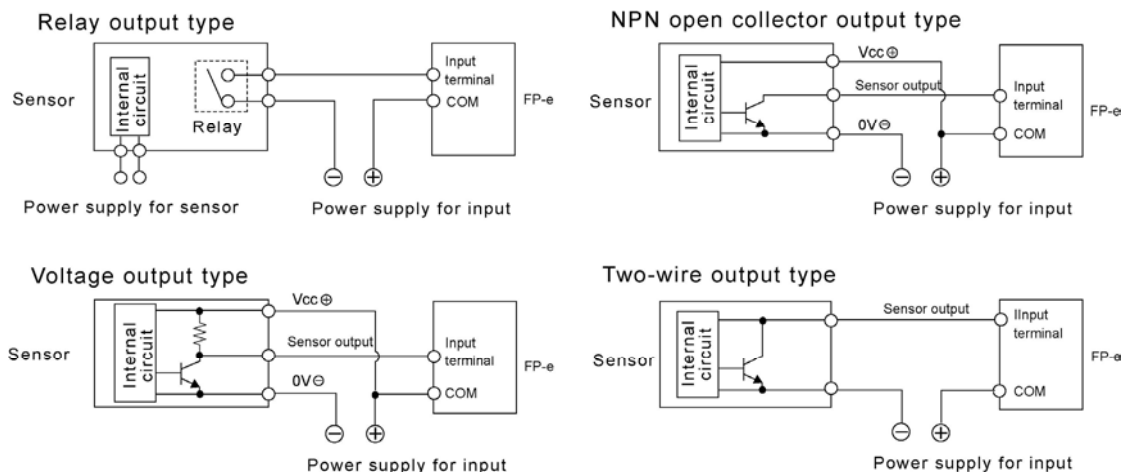 Relay output type
Sensor
Internal
circuit
Relay
Input
terminal
COM
FP-e
⊖ ⊕
Power supply for sensor
Power supply for input
NPN open collector output type
Sensor
Internal
circuit
Vcc⊕
Sensor output
0V⊖
Input
terminal
COM
FP-e
⊖ ⊕
Power supply for input
Voltage output type
Sensor
Internal
circuit
Vcc⊕
Sensor output
0V⊖
Input
terminal
COM
FP-e
⊖ ⊕
Power supply for input
Two-wire output type
Sensor
Internal
circuit
Sensor output
IInput
terminal
COM
FP-e
⊖ ⊕
Power supply for input